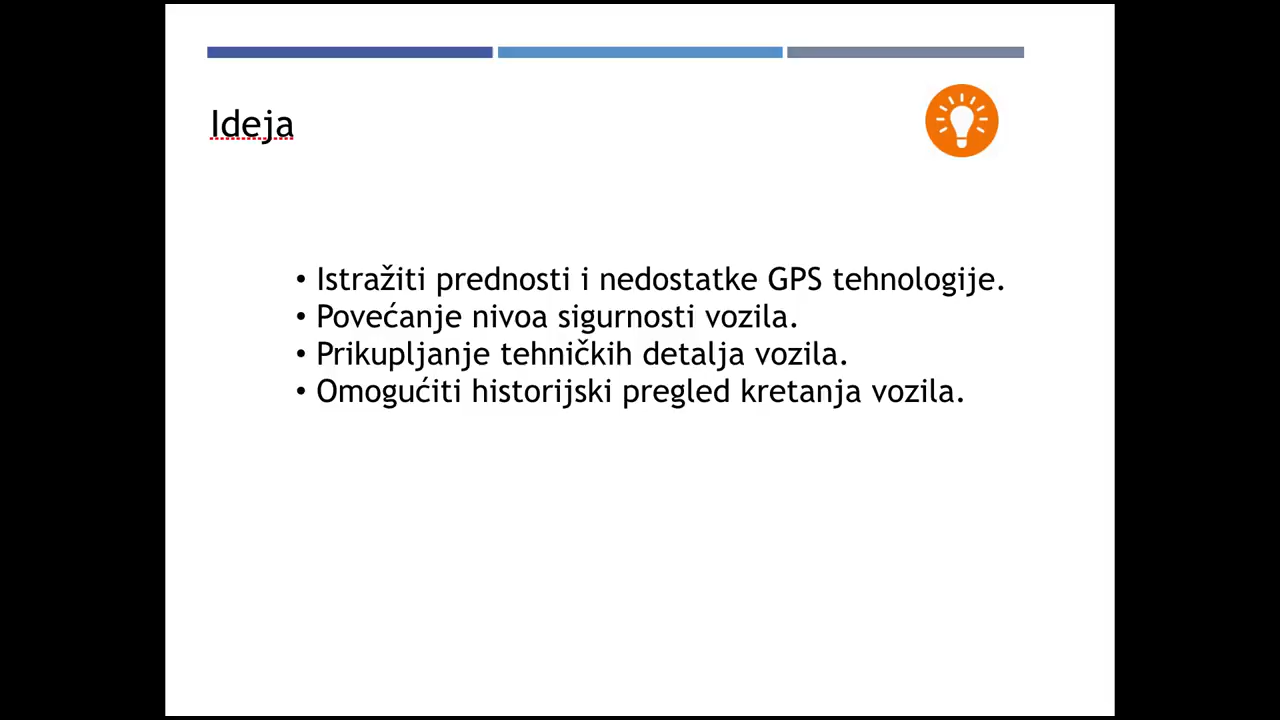 Ideja
• Istražiti prednosti i nedostatke GPS tehnologije.
• Povećanje nivoa sigurnosti vozila.
• Prikupljanje tehničkih detalja vozila.
• Omogućiti historijski pregled kretanja vozila.